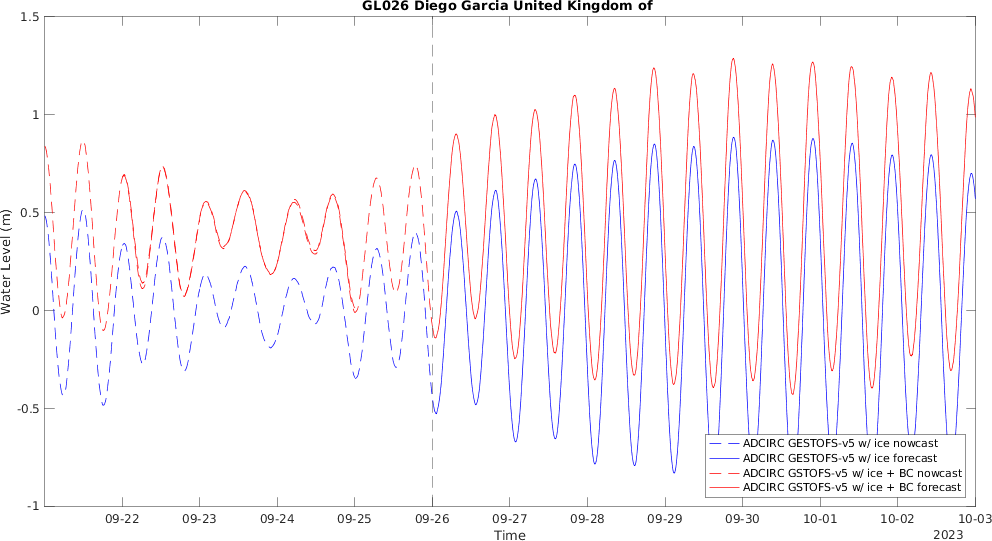 GL026 Diego Garcia United Kingdom of
1.5
1
0.5
0
-0.5
-1
Water Level (m)
09-22
09-23
09-24
09-25
09-26
09-27
09-28
09-29
09-30
10-01
10-02
10-03
2023
Time
ADCIRC GESTOFS-v5 w/ ice nowcast
ADCIRC GESTOFS-v5 w/ ice forecast
ADCIRC GSTOFS-v5 w/ ice + BC nowcast
ADCIRC GSTOFS-v5 w/ ice + BC forecast